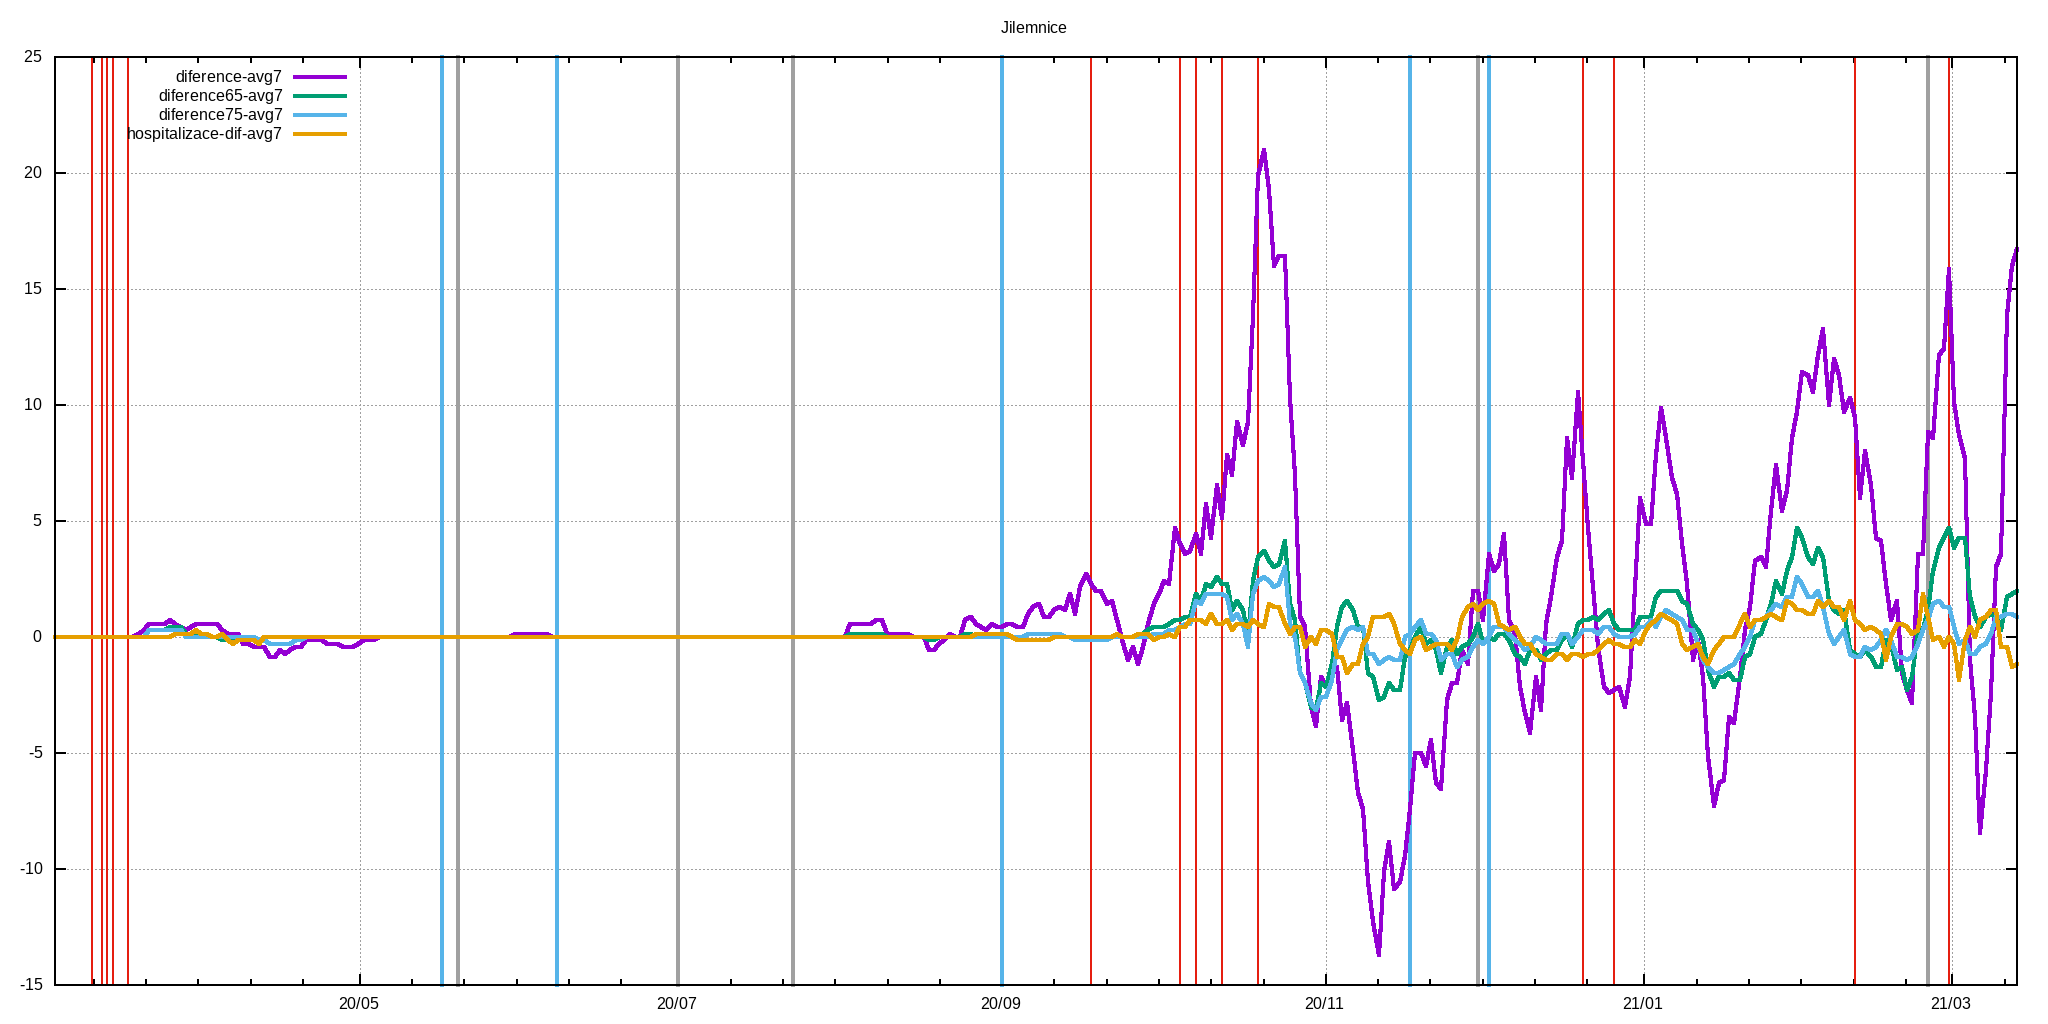 Jilemnice
25
diference-avg7
diference65-avg7
diference75-avg7
hospitalizace-dif-avg7
20
15
10
5
0
-5
-10
-15
20/05 20/07 20/09 20/11 21/01 21/03